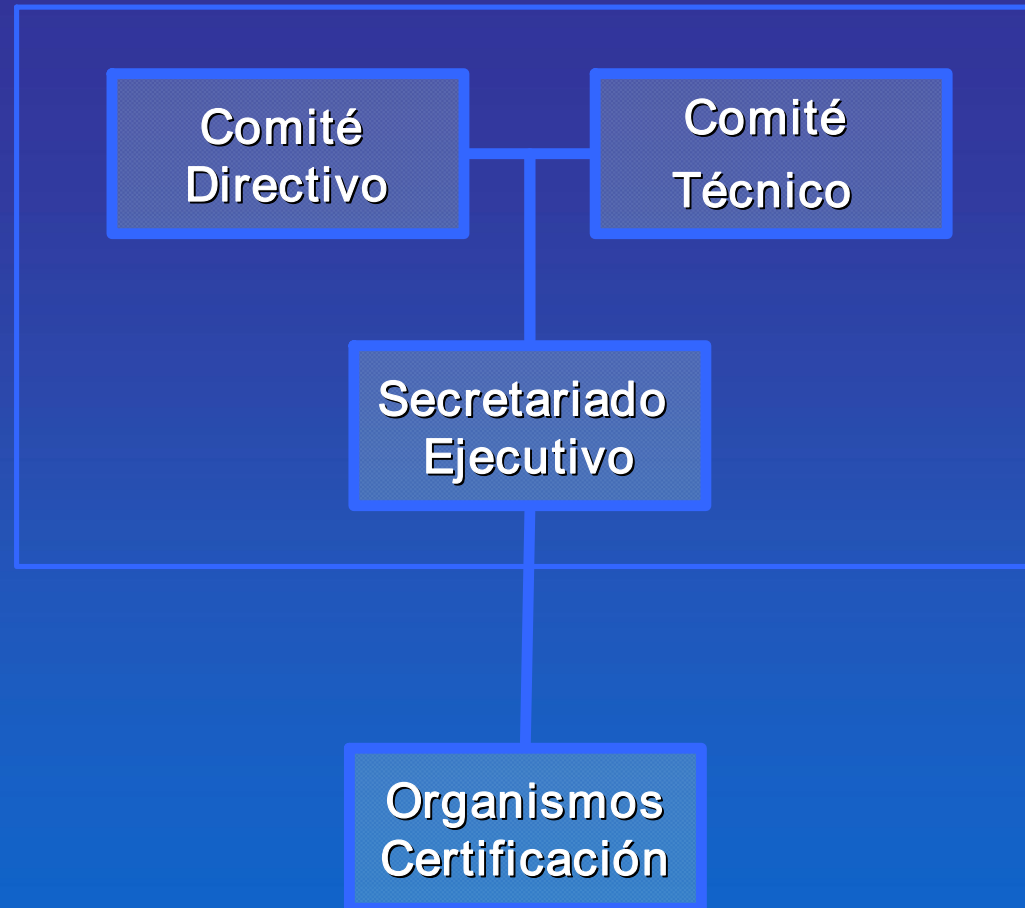 Comité
Directivo
Comité
Técnico
Secretariado
Ejecutivo
Organismos
Certificación